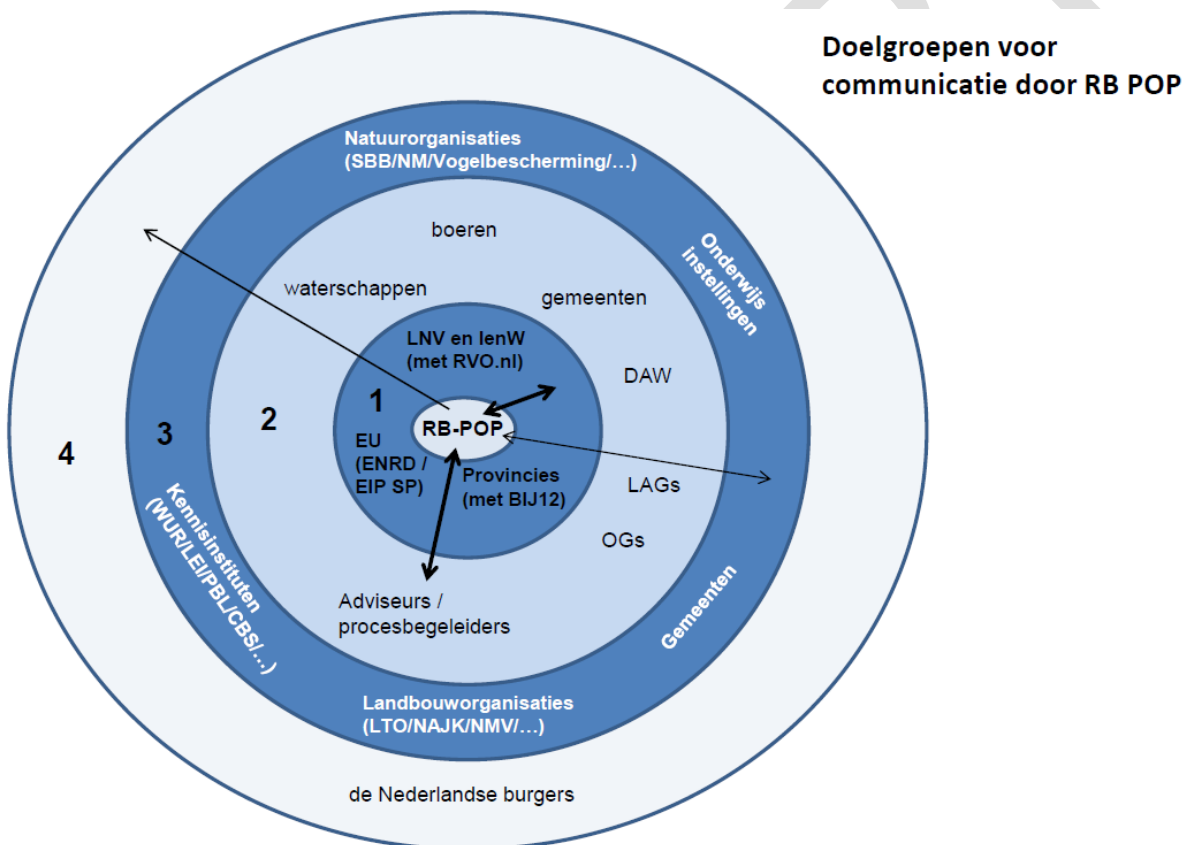 Doelgroepen voor
communicatie door RB POP
Natuurorganisaties
(SBB/NM/Vogelbescherming/…)
boeren
Onderwijs
instellingen
waterschappen
gemeenten
LNV en IenW
(met RVO.nl)
DAW
1
2
3
4
RB-POP
EU
(ENRD /
EIP SP)
Provincies
(met BIJ12)
LAGs
OGs
Kennisinstituten
(WUR/LEI/PBL/CBS/…)
Adviseurs /
procesbegeleiders
Gemeenten
Landbouworganisaties
(LTO/NAJK/NMV/…)
de Nederlandse burgers